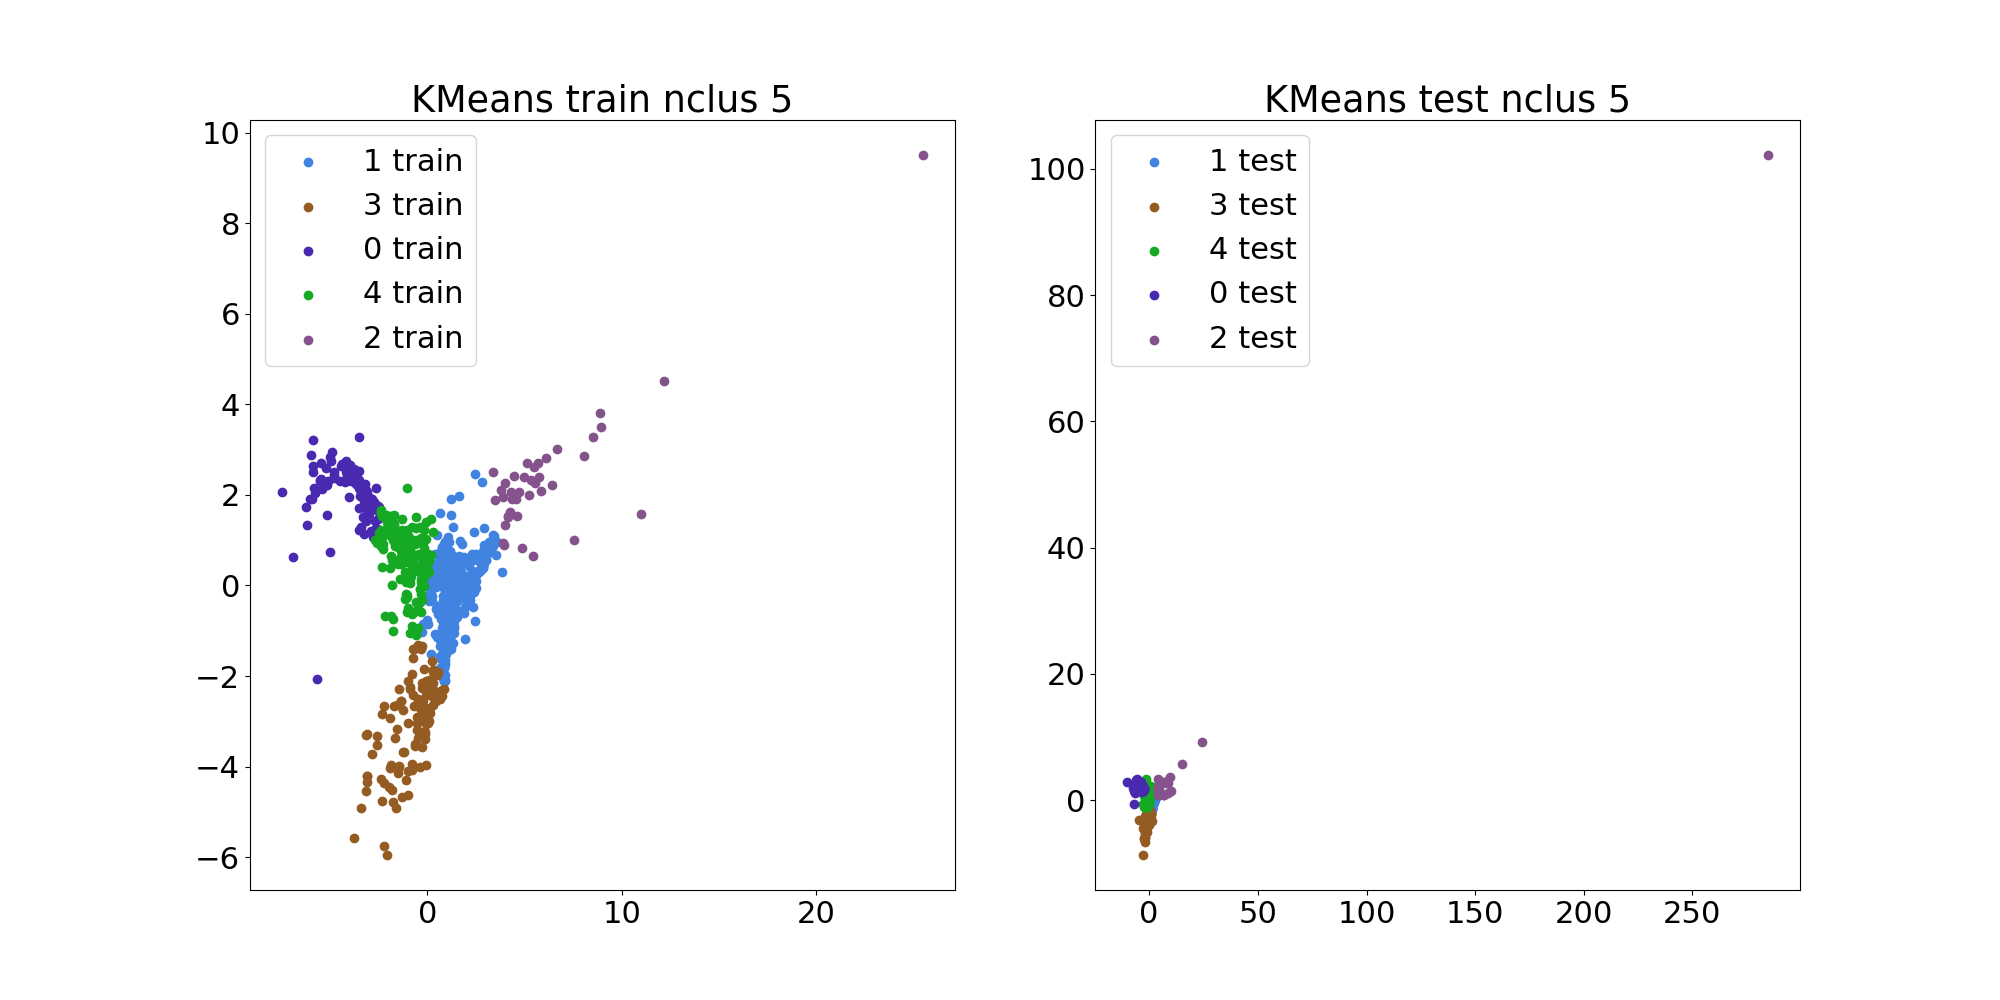 KMeans train nclus 5
10
8
6
4
2
0
−2
−4
−6
0 10 20
1 train
3 train
0 train
4 train
2 train
KMeans test nclus 5
100
80
60
40
20
0
0 50 100 150 200 250
1 test
3 test
4 test
0 test
2 test